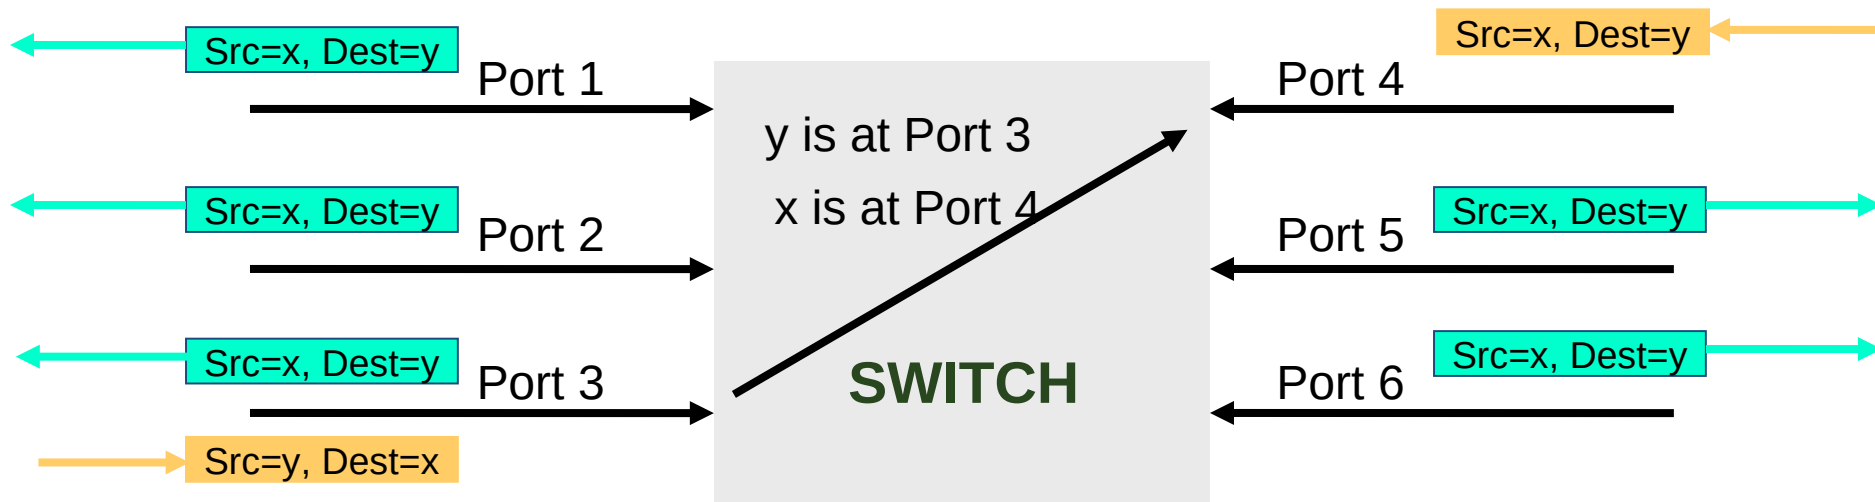 Src=x, Dest=y
Port 1
Src=x, Dest=y
Port 2
Src=x, Dest=y
Port 3
Src=y, Dest=x
y is at Port 3
x is at Port 4
SWITCH
Src=x, Dest=y
Port 4
Src=x, Dest=y
Port 5
Src=x, Dest=y
Port 6